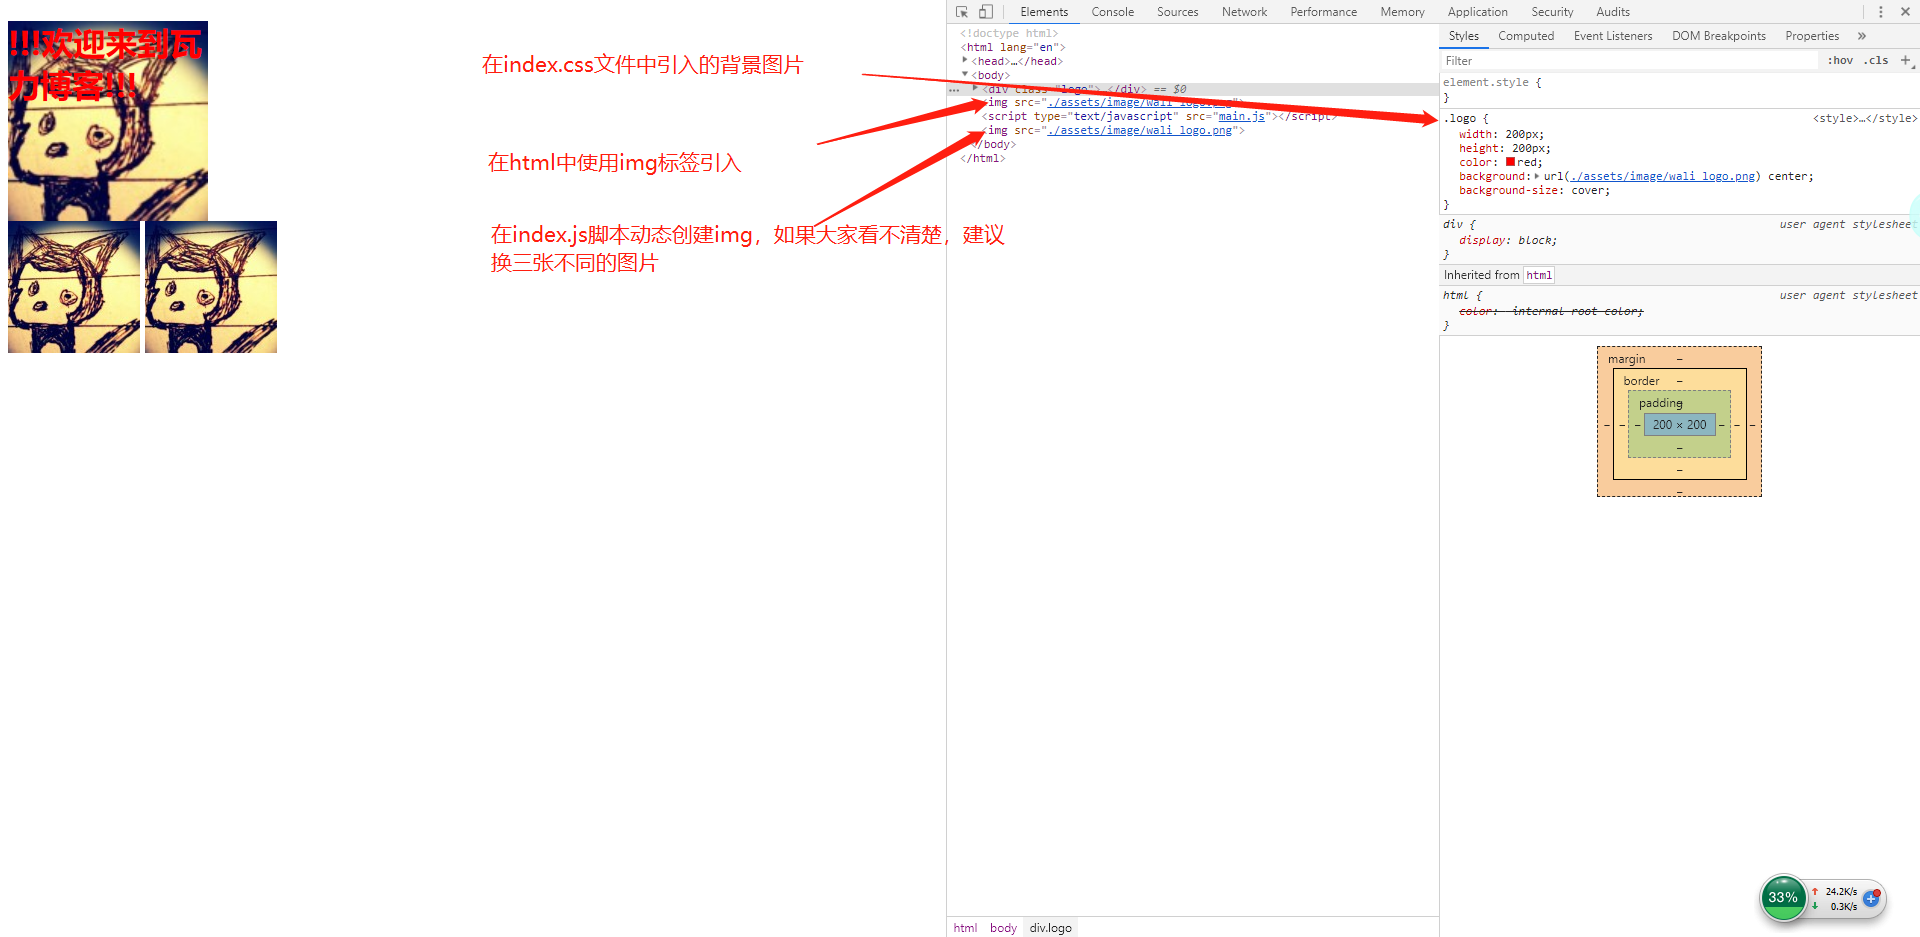 !!!欢迎来到瓦
力博客!!!
在index.css文件中引入的背景图片
在html中使用img标签引入
在index.js脚本动态创建img，如果大家看不清楚，建议
换三张不同的图片
Elements Console Sources Network Performance Memory Application Security Audits
<!doctype html>
<html lang="en">
<head>…</head>
<body>
<div class="logo"> </div> == $0
<img src="./assets/image/wali_logo.png">
<script type="text/javascript" src="main.js"></script>
<img src="./assets/image/wali_logo.png">
</body>
</html>
html body div.logo
Styles Computed Event Listeners DOM Breakpoints Properties »
Filter :hov .cls +
element.style {
}
.logo { <style>…</style>
width: 200px;
height: 200px;
color: red;
background: url(./assets/image/wali_logo.png) center;
background-size: cover;
}
div { user agent stylesheet
display: block;
}
Inherited from html
html { user agent stylesheet
color: -internal-root-color;
}
margin –
border –
padding –
– – – 200 × 200 – – –
–
–
–
33% 24.2K/s
0.3K/s